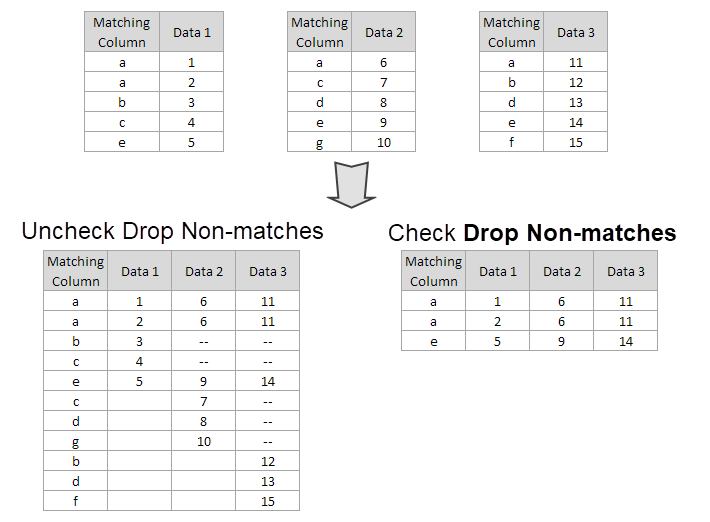 Matching Column Data 1
a 1
a 2
b 3
c 4
e 5
Matching Column Data 2
a 6
c 7
d 8
e 9
g 10
Matching Column Data 3
a 11
b 12
d 13
e 14
f 15
Uncheck Drop Non-matches
Matching Column Data 1 Data 2 Data 3
a 1 6 11
a 2 6 11
b 3 -- --
c 4 -- --
e 5 9 14
c 7 --
d 8 --
g 10 --
b 12
d 13
f 15
Check Drop Non-matches
Matching Column Data 1 Data 2 Data 3
a 1 6 11
a 2 6 11
e 5 9 14